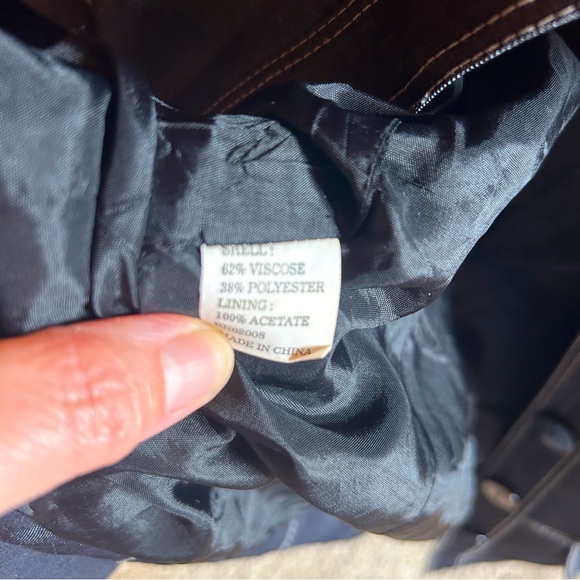 SHELL:
62% VISCOSE
38% POLYESTER
LINING:
100% ACETATE
MADE IN CHINA